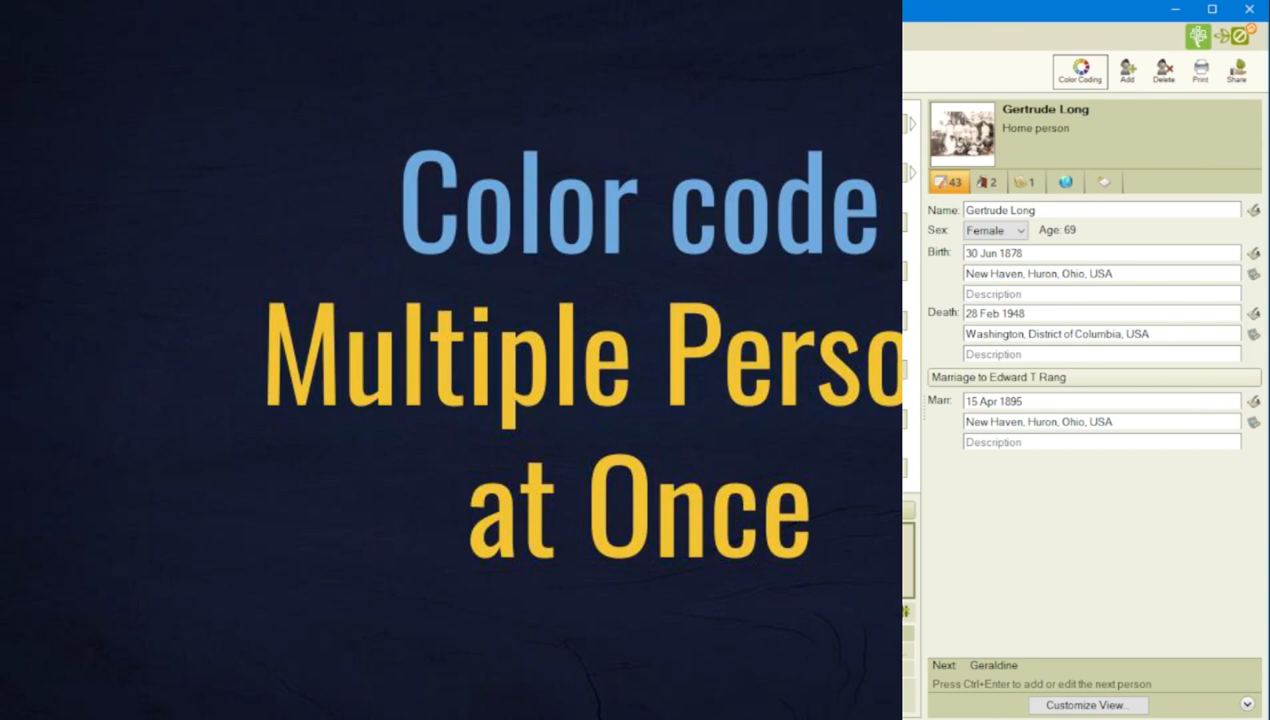 Color code
Multiple Perso
at Once
Color Coding
Add
Delete
Print
Share
Gertrude Long
Home person
43
2
1
Name: Gertrude Long
Sex: Female Age: 69
Birth: 30 Jun 1878
New Haven, Huron, Ohio, USA
Description
Death: 28 Feb 1948
Washington, District of Columbia, USA
Description
Marriage to Edward T Rang
Marr: 15 Apr 1895
New Haven, Huron, Ohio, USA
Description
Next Geraldine
Press Ctrl+Enter to add or edit the next person
Customize View...